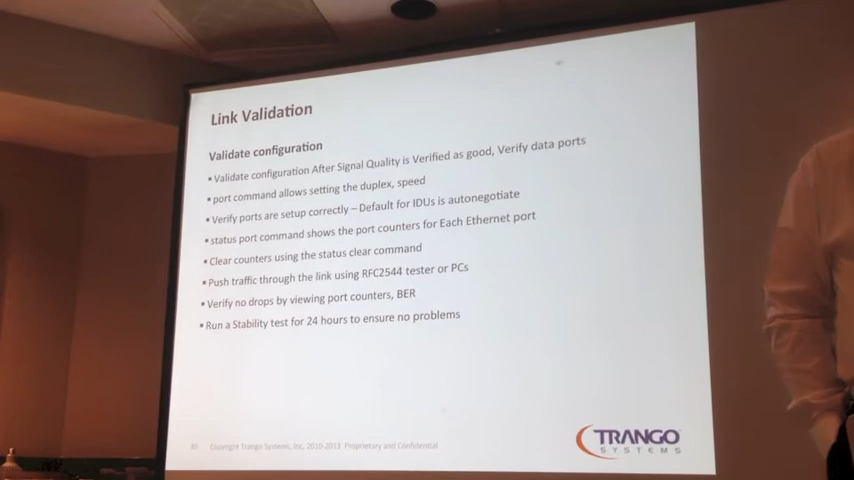 Link Validation
Validate configuration
▪ Validate configuration After Signal Quality is Verified as good, Verify data ports
▪ port command allows setting the duplex, speed
▪ Verify ports are setup correctly – Default for IDUs is autonegotiate
▪ status port command shows the port counters for Each Ethernet port
▪ Clear counters using the status clear command
▪ Push traffic through the link using RFC2544 tester or PCs
▪ Verify no drops by viewing port counters, BER
▪ Run a Stability test for 24 hours to ensure no problems
Copyright Trango Systems, Inc, 2010-2013 Proprietary and Confidential
TRANGO
SYSTEMS